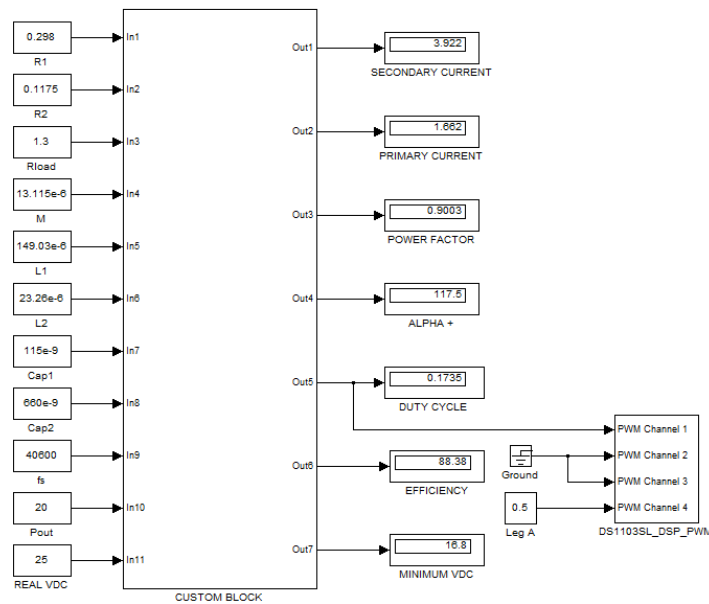 0.298
In1
R1
0.1175
In2
R2
1.3
In3
Rload
13.115e-6
In4
M
149.03e-6
In5
L1
23.26e-6
In6
L2
115e-9
In7
Cap1
660e-9
In8
Cap2
40600
In9
fs
20
In10
Pout
25
In11
REAL VDC
CUSTOM BLOCK
Out1
3.922
SECONDARY CURRENT
Out2
1.662
PRIMARY CURRENT
Out3
0.9003
POWER FACTOR
Out4
117.5
ALPHA +
Out5
0.1735
DUTY CYCLE
Out6
88.38
EFFICIENCY
Out7
16.8
MINIMUM VDC
Ground
0.5
Leg A
PWM Channel 1
PWM Channel 2
PWM Channel 3
PWM Channel 4
DS1103SL_DSP_PWM